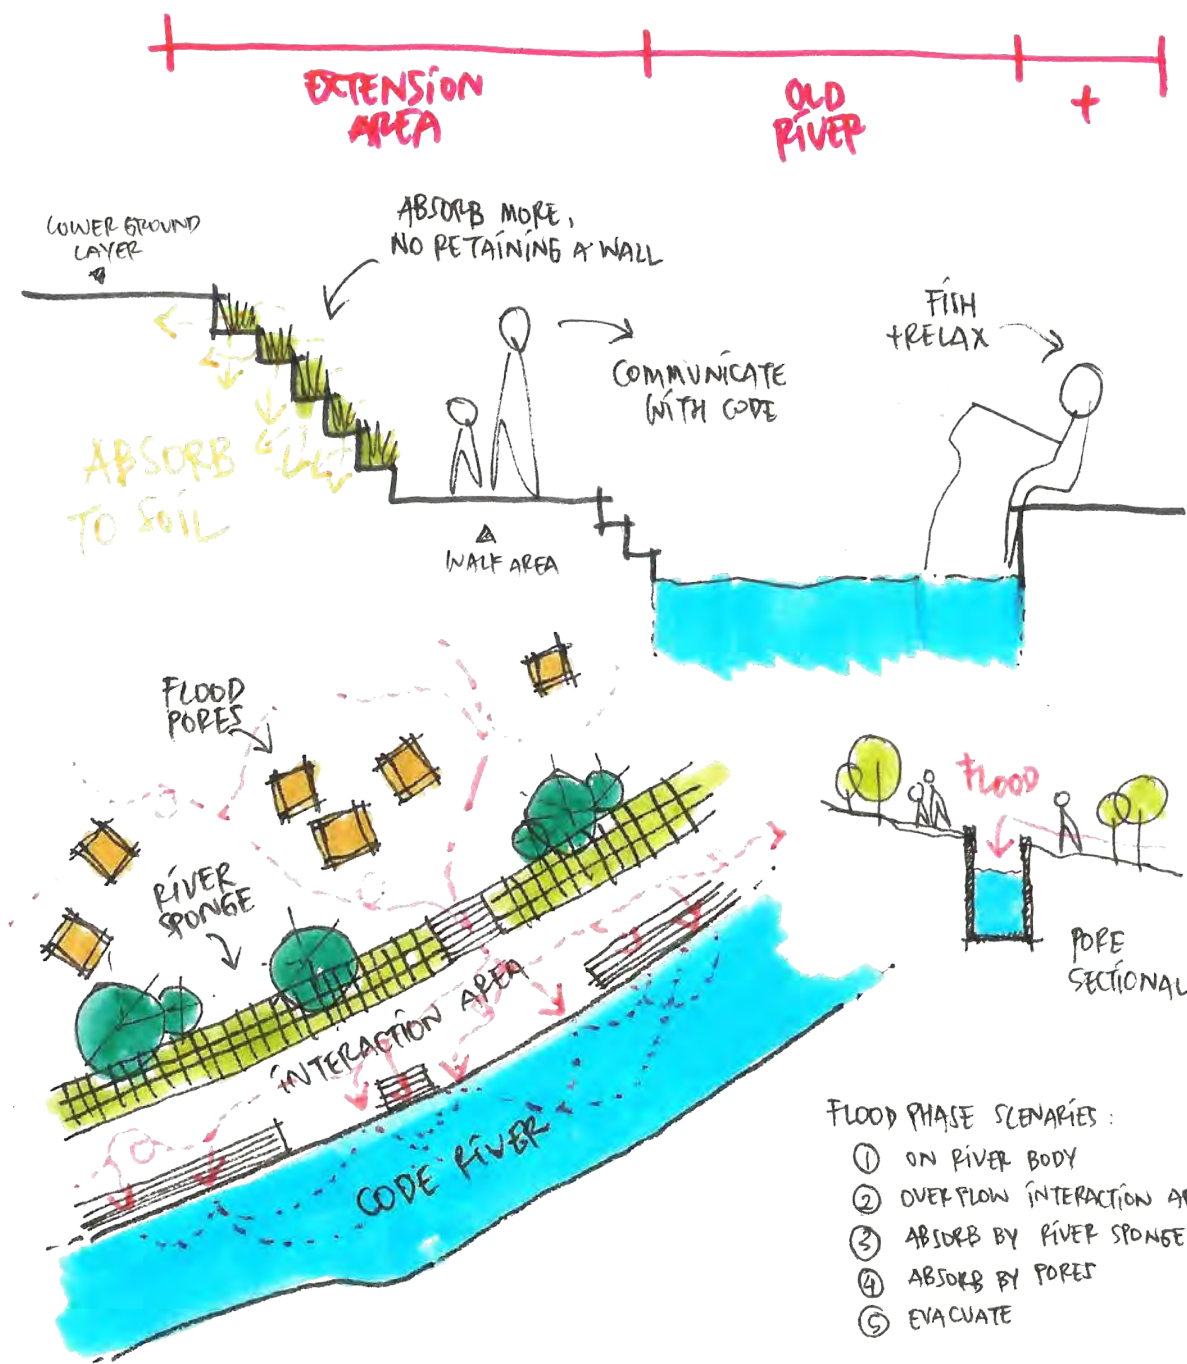 EXTENSION
AREA
OLD
RIVER
+
LOWER GROUND
LAYER
ABSORB MORE,
NO RETAINING A WALL
FISH
+RELAX
COMMUNICATE
WITH CODE
ABSORB
TO SOIL
WALK AREA
FLOOD
PORES
RIVER
SPONGE
FLOOD
PORE
SECTIONAL
INTERACTION AREA
CODE RIVER
FLOOD PHASE SCENARIES:
1 ON RIVER BODY
2 OVERFLOW INTERACTION
3 ABSORB BY RIVER SPONGE
4 ABSORB BY PORES
5 EVACUATE